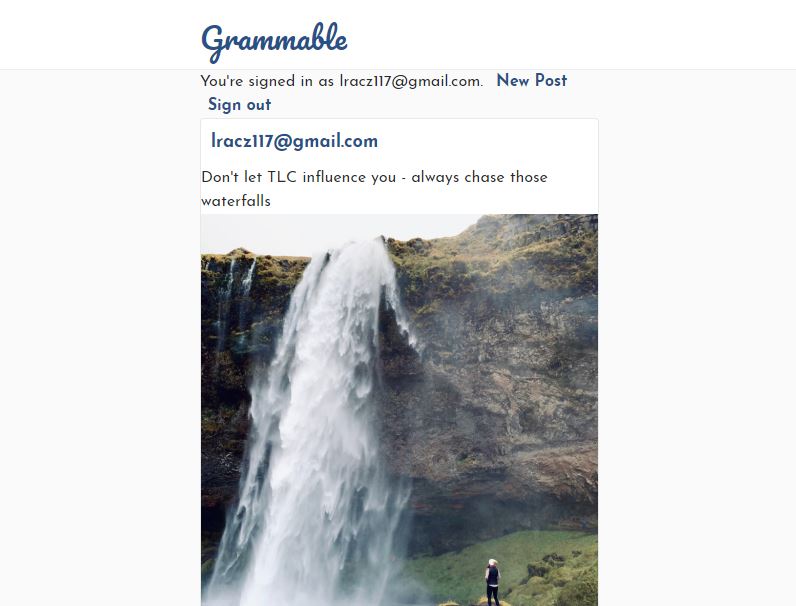 Grammable
You're signed in as lracz117@gmail.com. New Post
Sign out
lracz117@gmail.com
Don't let TLC influence you - always chase those
waterfalls